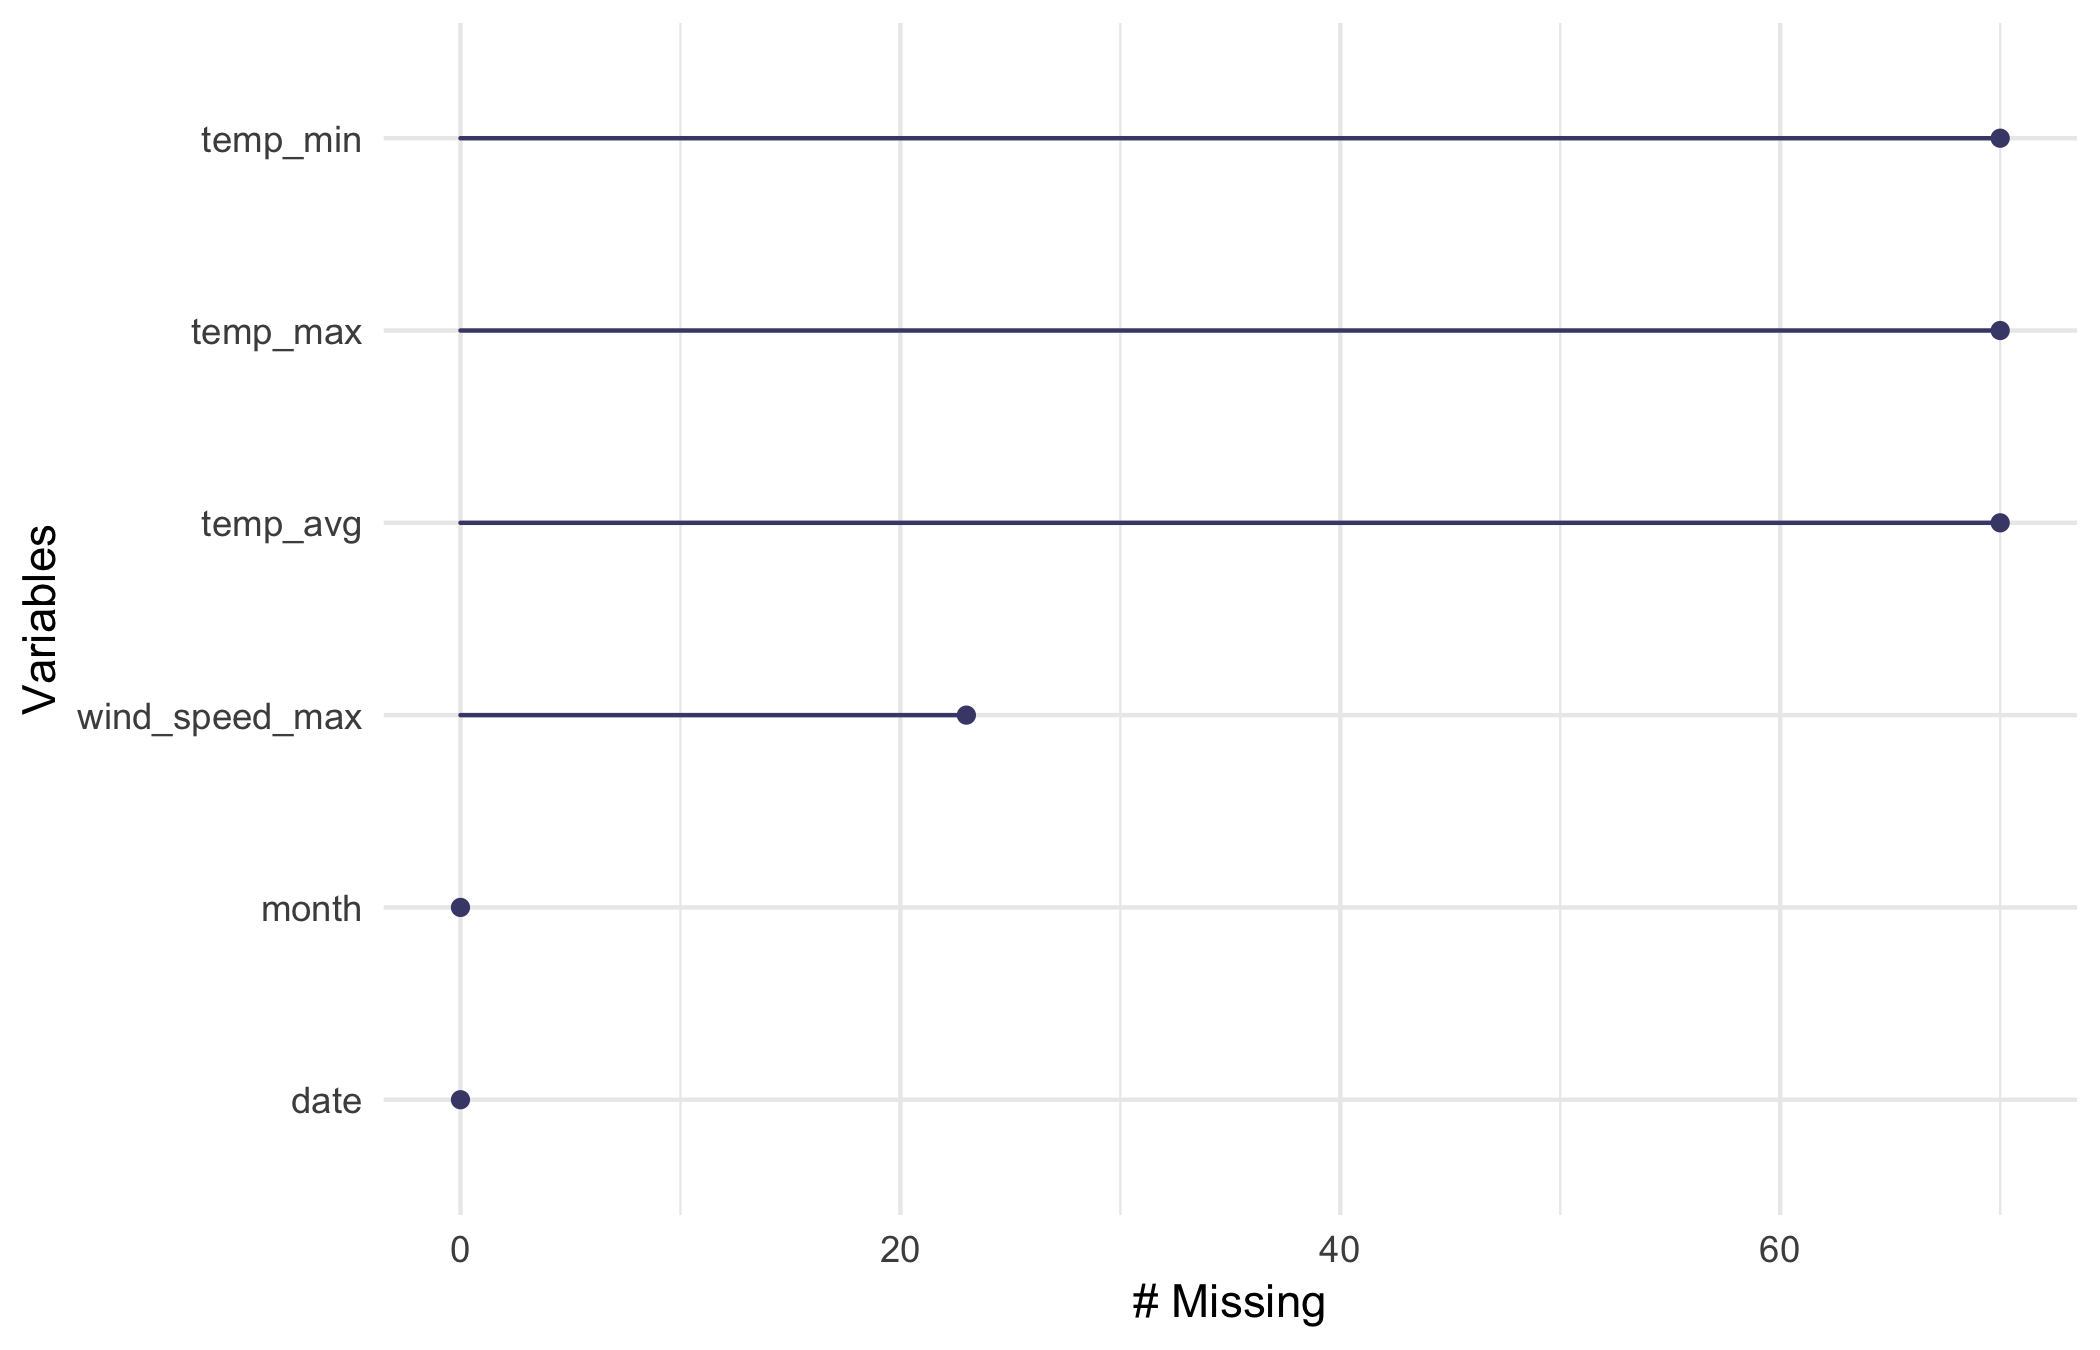 temp_min
temp_max
temp_avg
wind_speed_max
month
date
Variables
0 20 40 60
# Missing